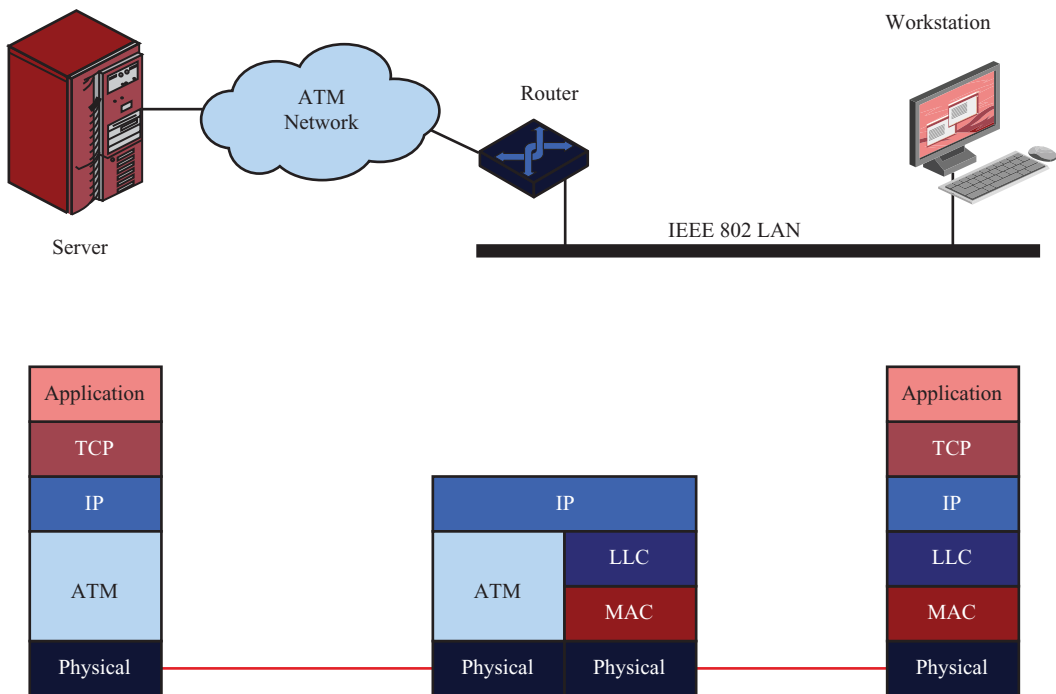 Workstation
ATM
Network
Router
IEEE 802 LAN
Server
Application
TCP
IP
ATM
Physical
IP
ATM
LLC
MAC
Physical
Physical
Application
TCP
IP
LLC
MAC
Physical